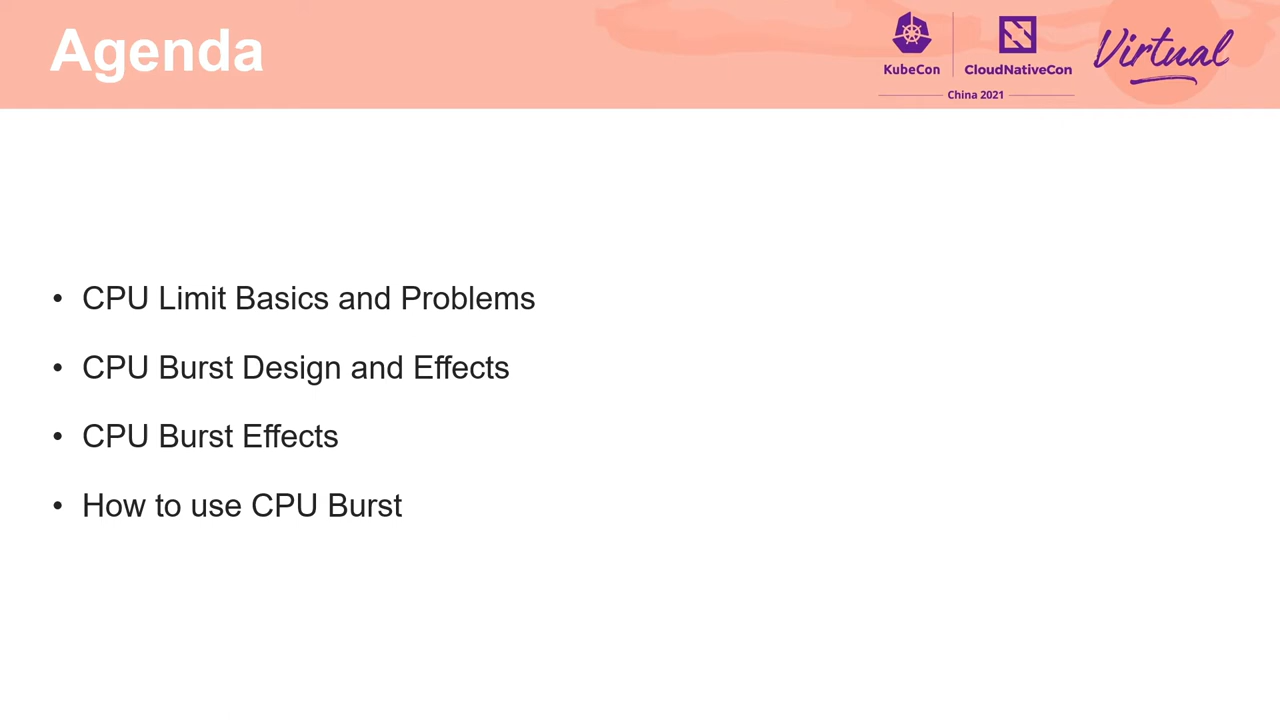 Agenda
KubeCon
CloudNativeCon
Virtual
China 2021
• CPU Limit Basics and Problems
• CPU Burst Design and Effects
• CPU Burst Effects
• How to use CPU Burst